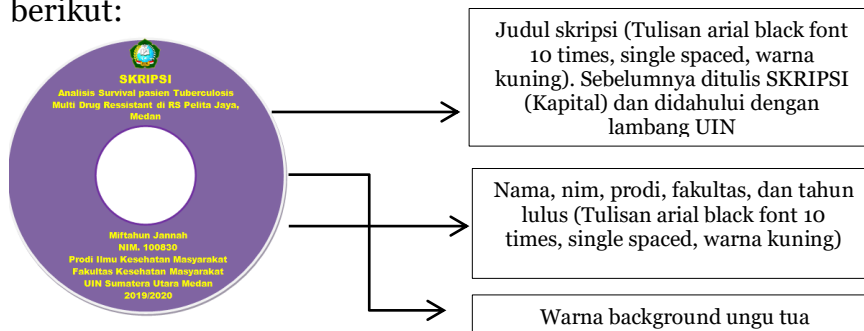 berikut:
SKRIPSI
Analisis Survival pasien Tuberculosis
Multi Drug Ressistant di RS Pelita Jaya,
Medan
Miftahun Jannah
NIM. 100830
Prodi Ilmu Kesehatan Masyarakat
Fakultas Kesehatan Masyarakat
UIN Sumatera Utara Medan
2019/2020
Judul skripsi (Tulisan arial black font
10 times, single spaced, warna
kuning). Sebelumnya ditulis SKRIPSI
(Kapital) dan didahului dengan
lambang UIN
Nama, nim, prodi, fakultas, dan tahun
lulus (Tulisan arial black font 10
times, single spaced, warna kuning)
Warna background ungu tua